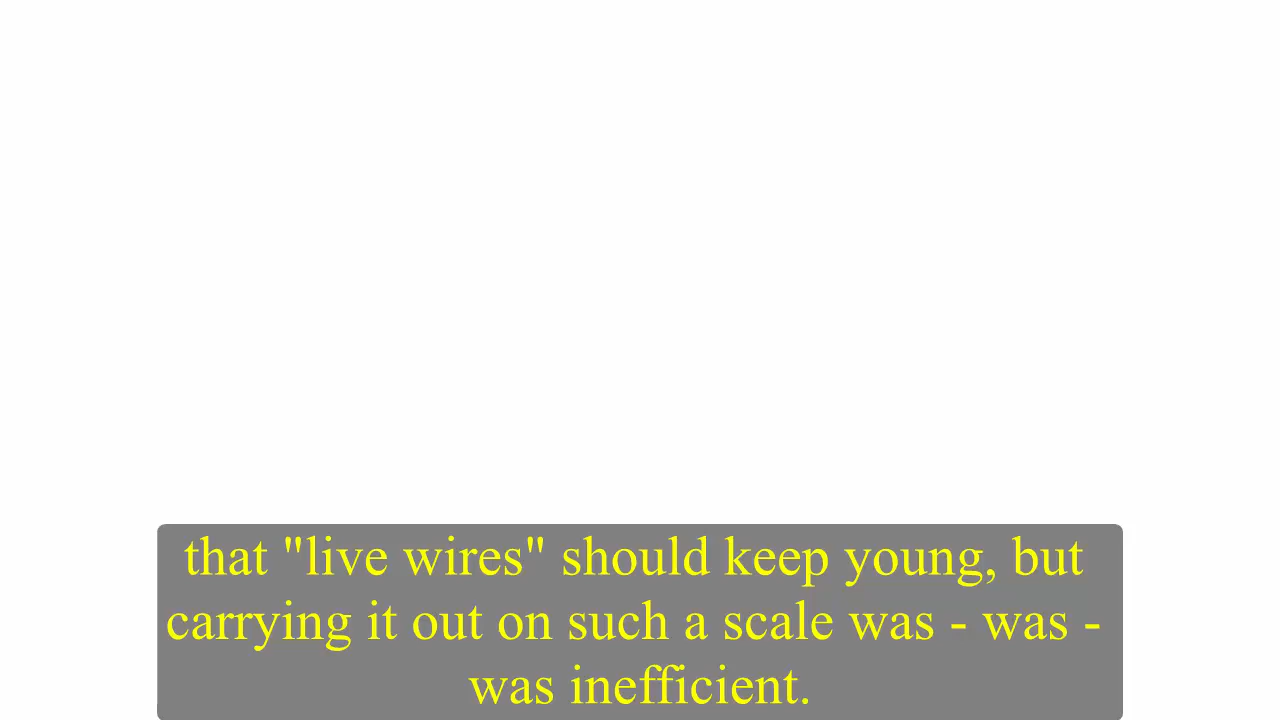 that "live wires" should keep young, but
carrying it out on such a scale was - was -
was inefficient.